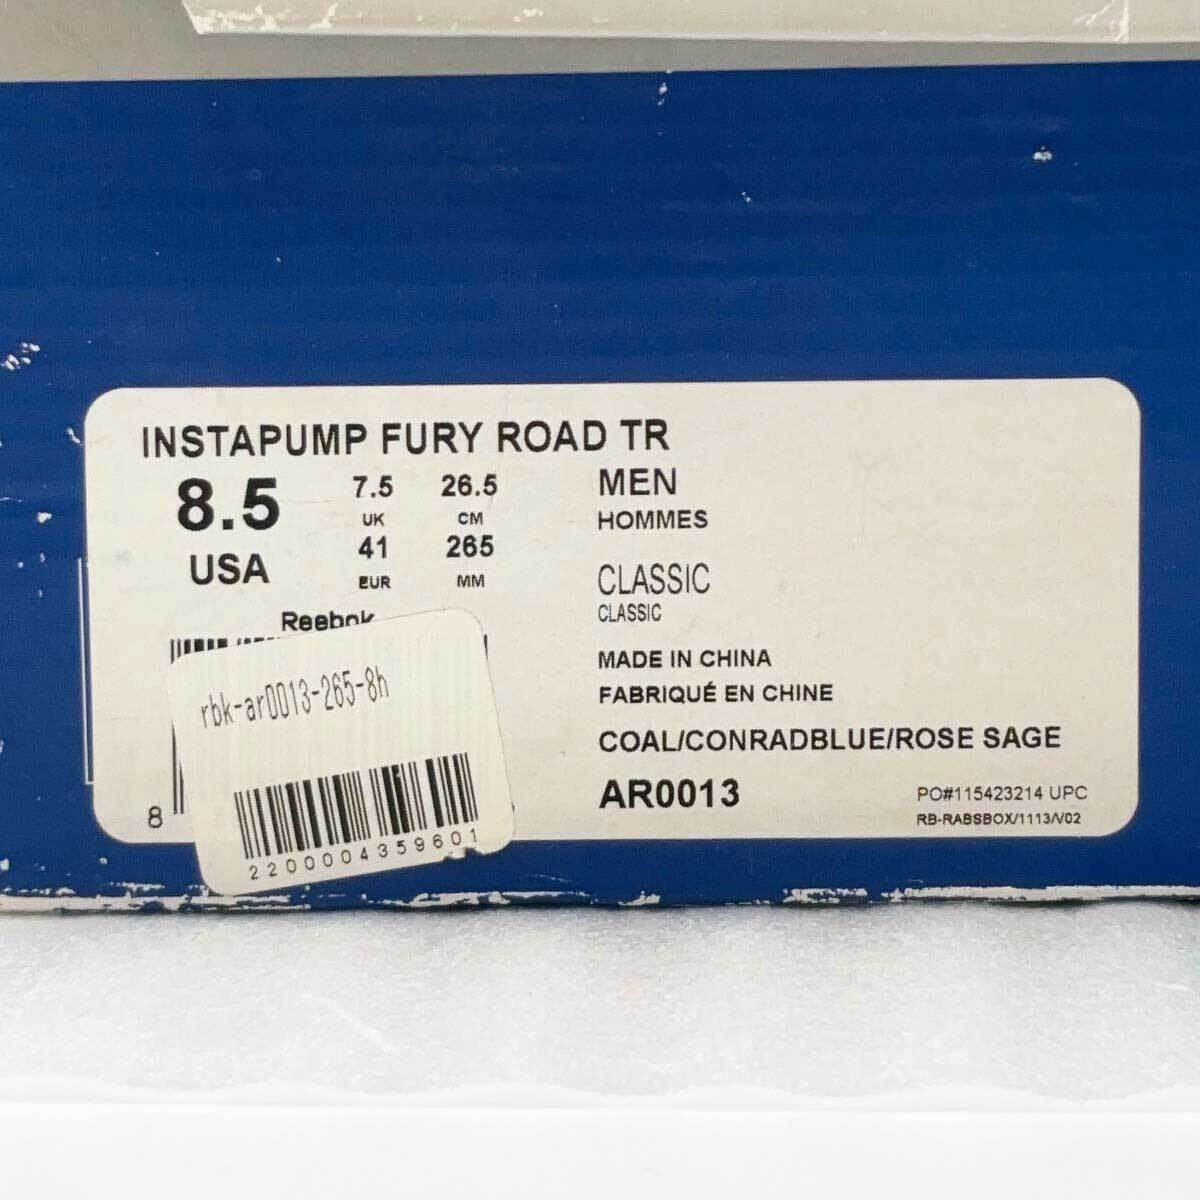 INSTAPUMP FURY ROAD TR
8.5 7.5 26.5
UK CM
USA 41 265
EUR MM
MEN
HOMMES
CLASSIC
CLASSIC
Reebok
MADE IN CHINA
FABRIQUÉ EN CHINE
COAL/CONRADBLUE/ROSE SAGE
AR0013
PO#115423214 UPC
RB-RABSBOX/1113/V02
8
rbk-ar0013-265-8h
2200004359601